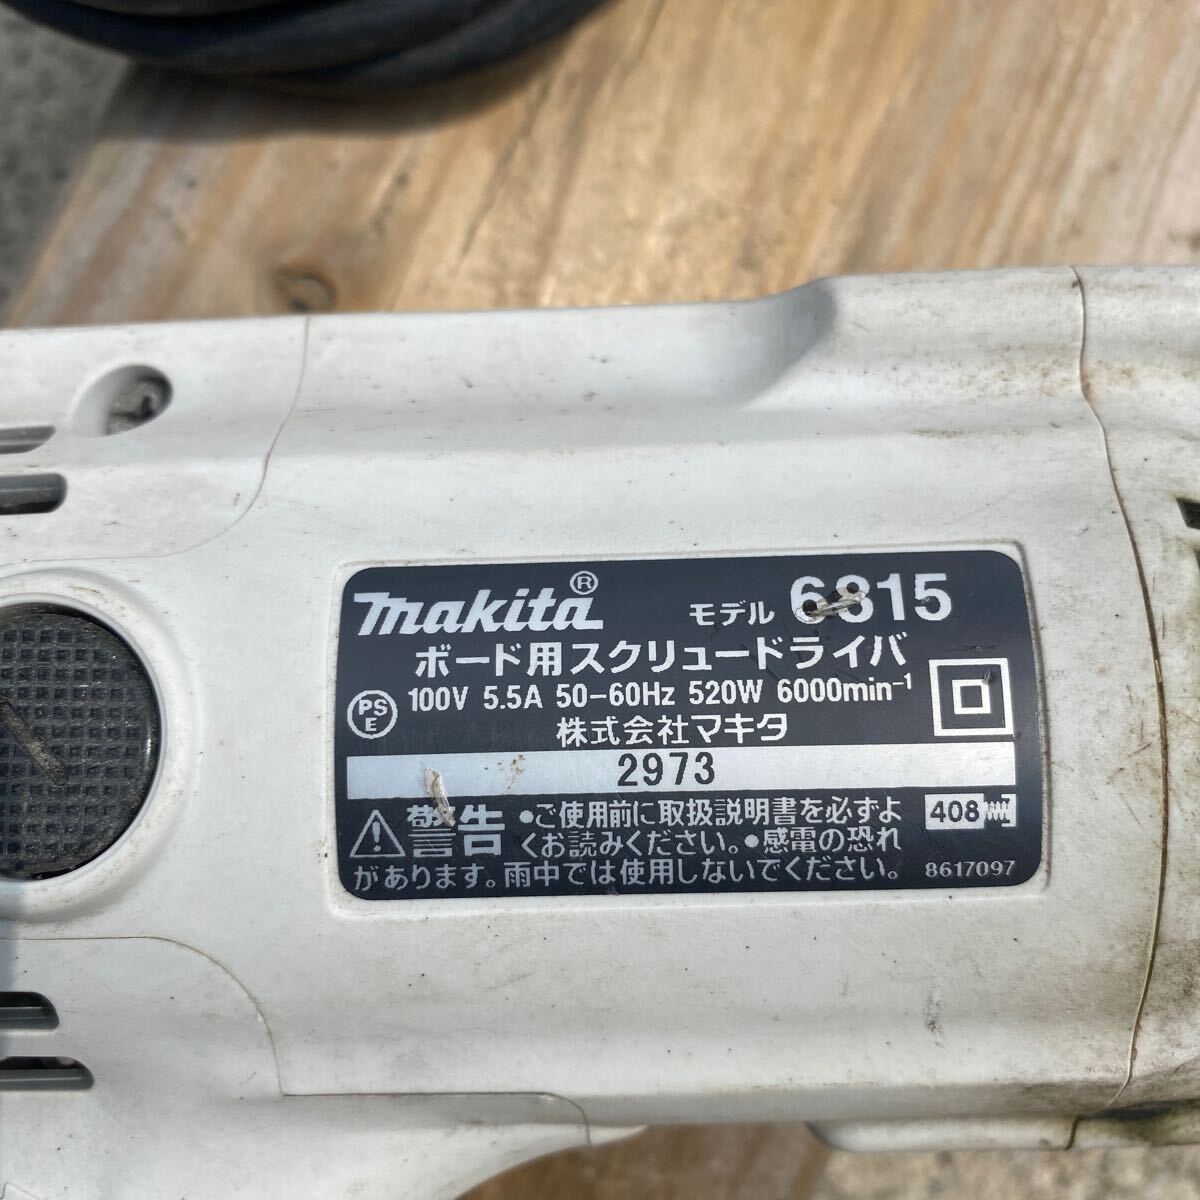 makita® モデル 6815
ボード用スクリュードライバ
PSE 100V 5.5A 50-60Hz 520W 6000min⁻¹
株式会社マキタ
2973
警告 •ご使用前に取扱説明書を必ずよ
くお読みください。•感電の恐れ
があります。雨中では使用しないでください。
408
8617097